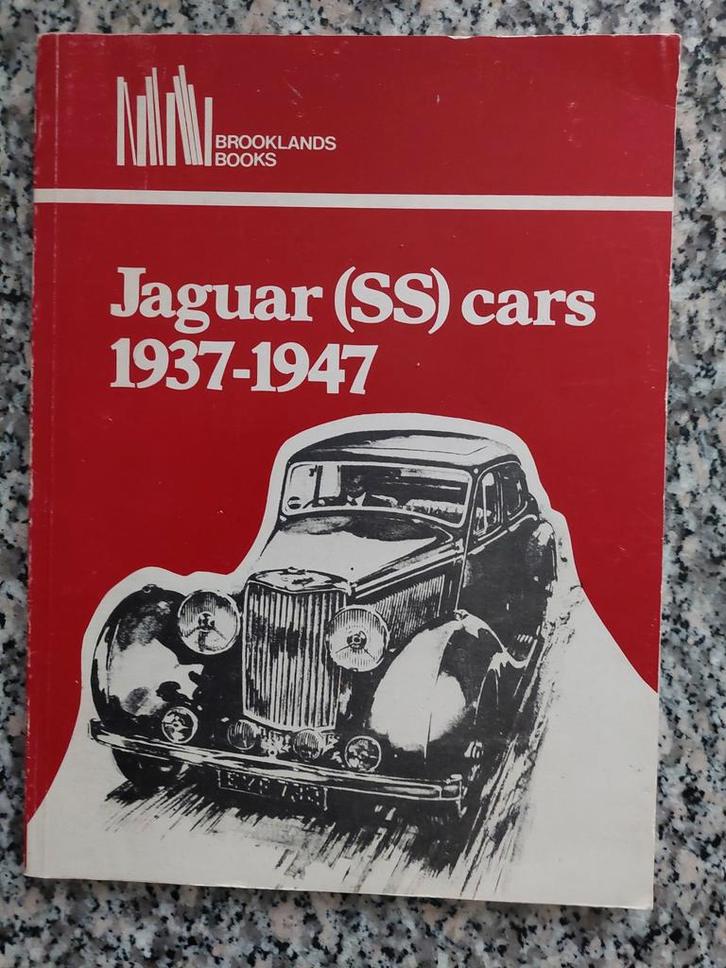 BROOKLANDS
BOOKS
Jaguar (SS) cars
1937-1947